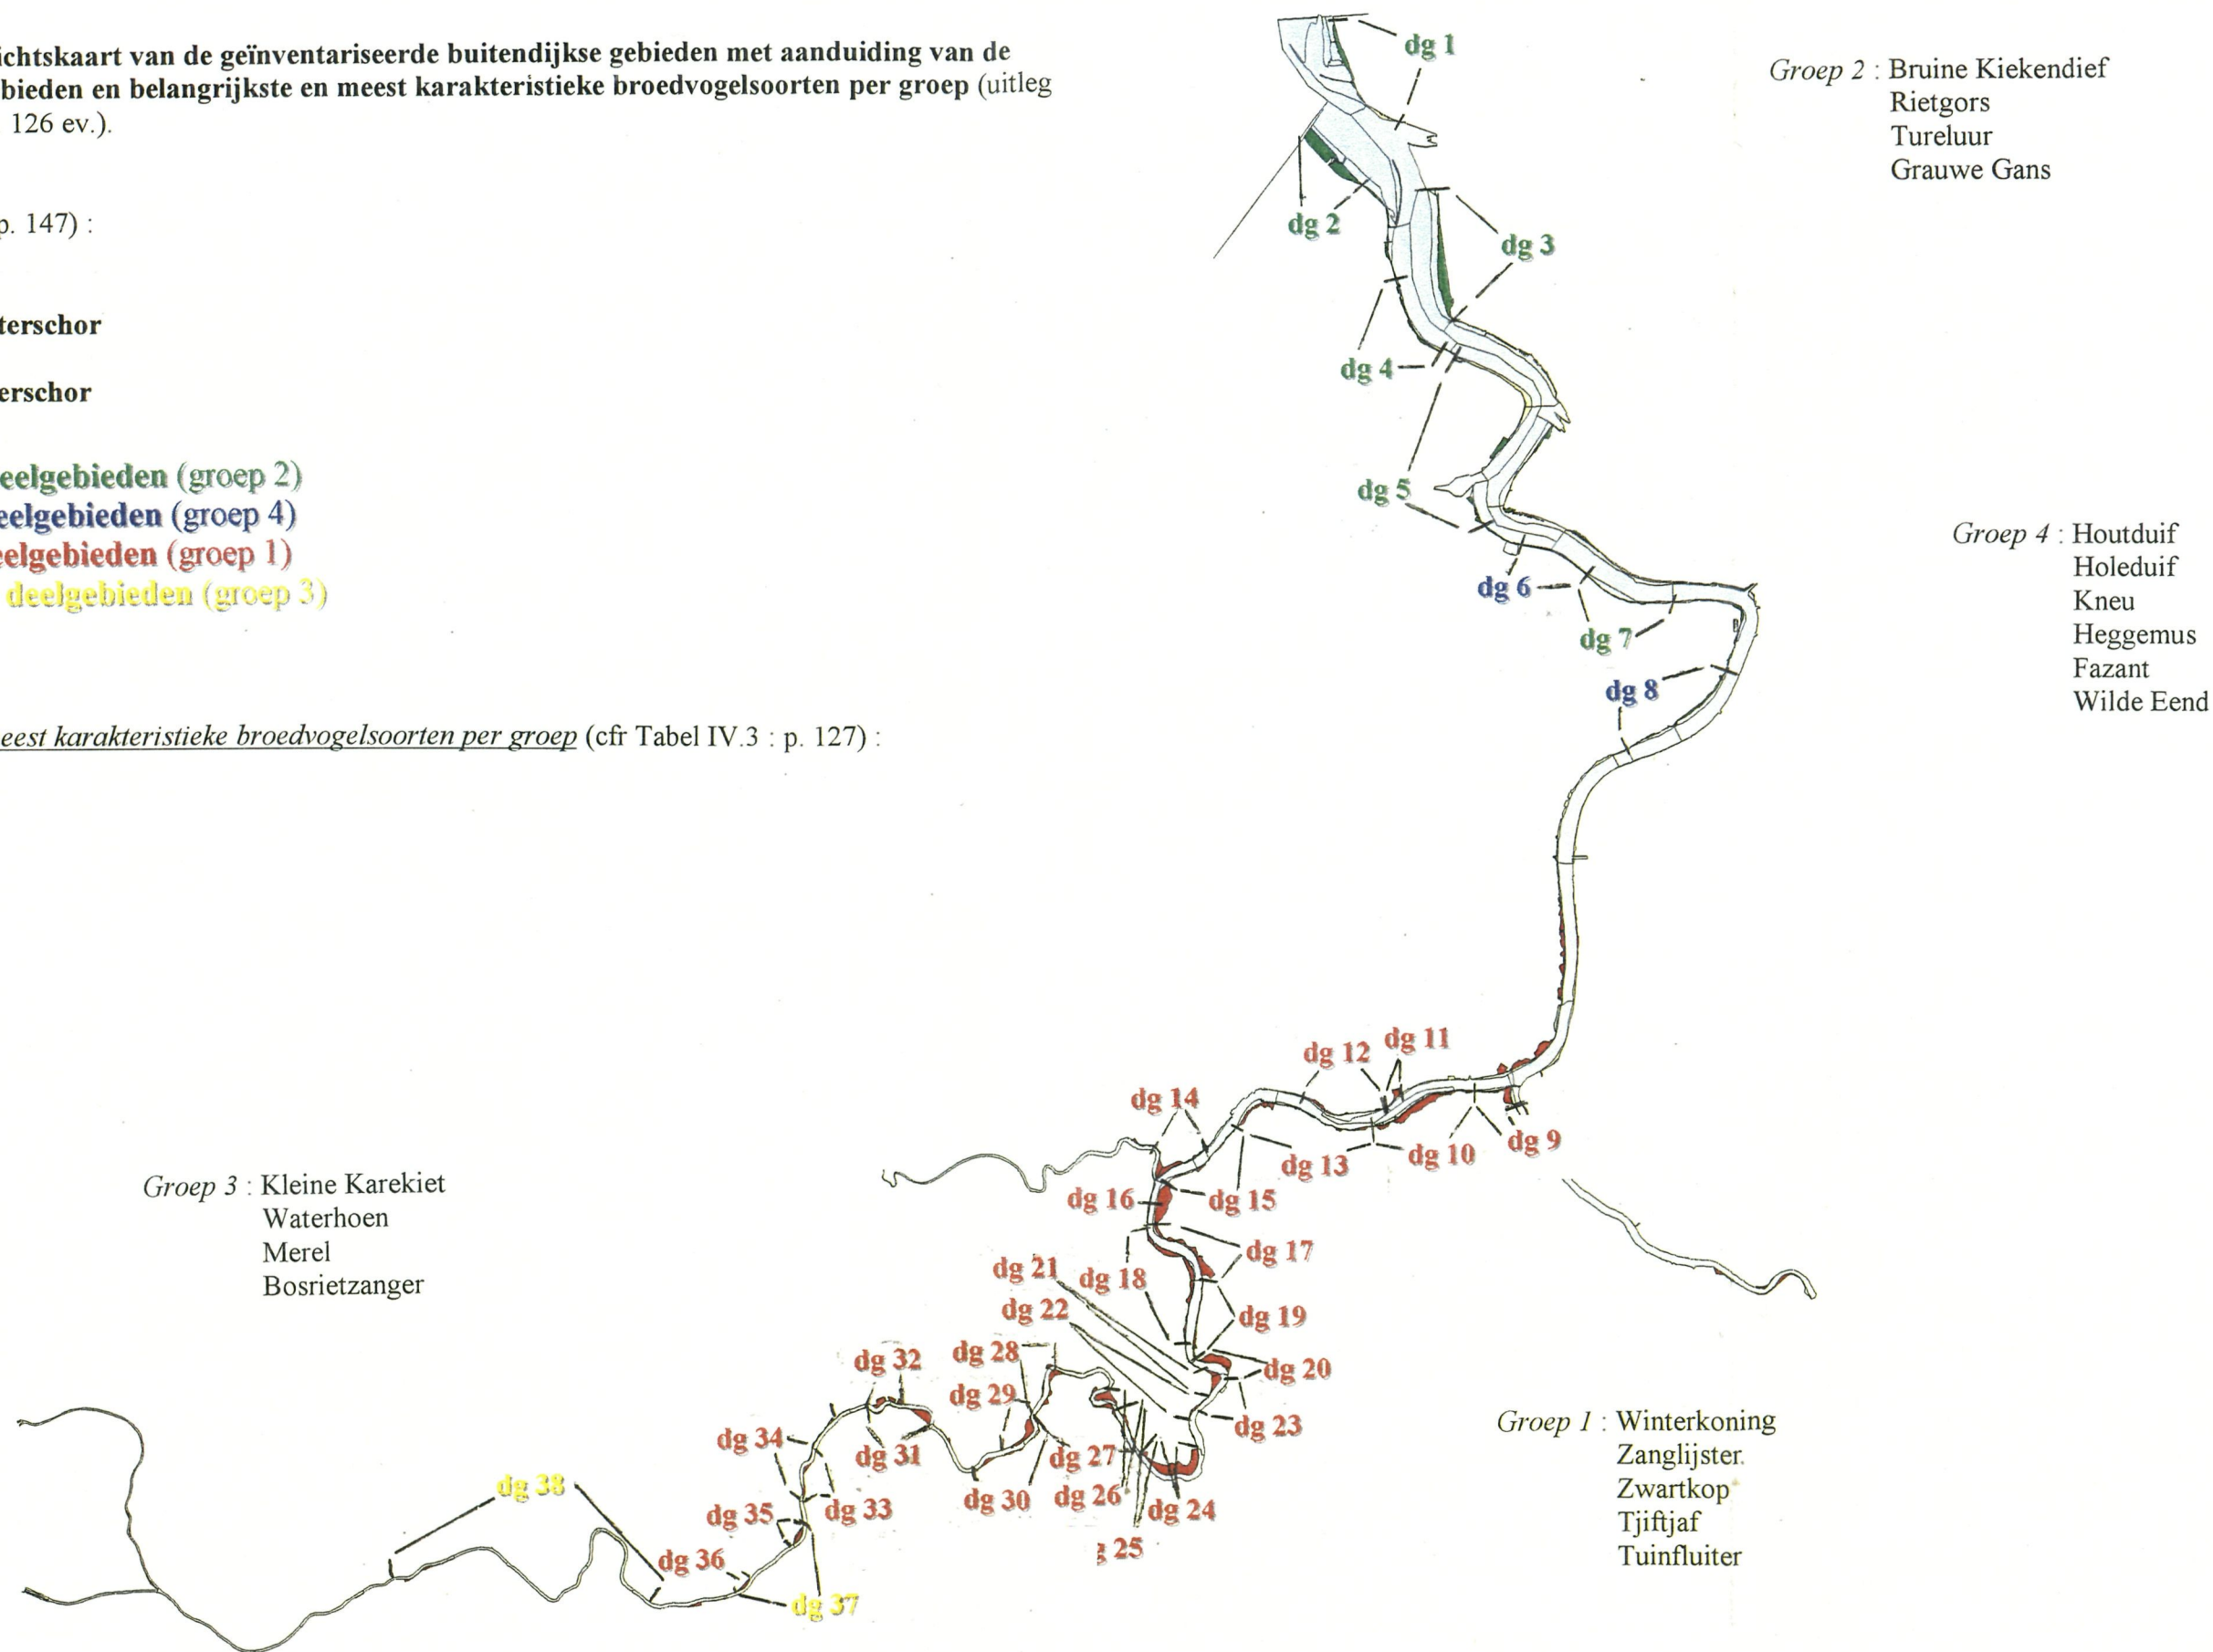 ichtskaart van de geïnventariseerde buitendijkse gebieden met aanduiding van de
bieden en belangrijkste en meest karakteristieke broedvogelsoorten per groep (uitleg
126 ev.).
p. 147) :
terschor
erschor
eelgebieden (groep 2)
eelgebieden (groep 4)
eelgebieden (groep 1)
deelgebieden (groep 3)
eest karakteristieke broedvogelsoorten per groep (cfr Tabel IV.3 : p. 127) :
Groep 2 : Bruine Kiekendief
Rietgors
Tureluur
Grauwe Gans
Groep 4 : Houtduif
Holeduif
Kneu
Heggemus
Fazant
Wilde Eend
Groep 3 : Kleine Karekiet
Waterhoen
Merel
Bosrietzanger
Groep 1 : Winterkoning
Zanglijster
Zwartkop
Tjiftjaf
Tuinfluiter
dg 1
dg 2
dg 3
dg 4
dg 5
dg 6
dg 7
dg 8
dg 9
dg 10
dg 11
dg 12
dg 13
dg 14
dg 15
dg 16
dg 17
dg 18
dg 19
dg 20
dg 21
dg 22
dg 23
dg 24
25
dg 26
dg 27
dg 28
dg 29
dg 30
dg 31
dg 32
dg 33
dg 34
dg 35
dg 36
dg 37
dg 38